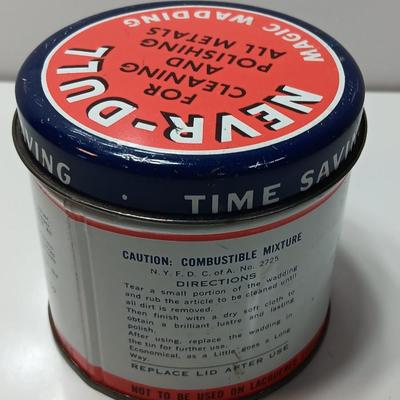 MAGIC WADDING
NEVR-DULL
FOR
CLEANING
AND
POLISHING
ALL METALS
VING · TIME SAVIN
CAUTION: COMBUSTIBLE MIXTURE
N.Y.F.D.C. of A. No. 2725
DIRECTIONS
Tear a small portion of the wadding
and rub the article to be cleaned until
all dirt is removed.
Then finish with a dry soft cloth to
obtain a brilliant lustre and lasting
polish.
After using, replace the wadding in
the tin for further use.
Economical, as a Little goes a Long
Way.
REPLACE LID AFTER USE
NOT TO BE USED ON LACQUERED